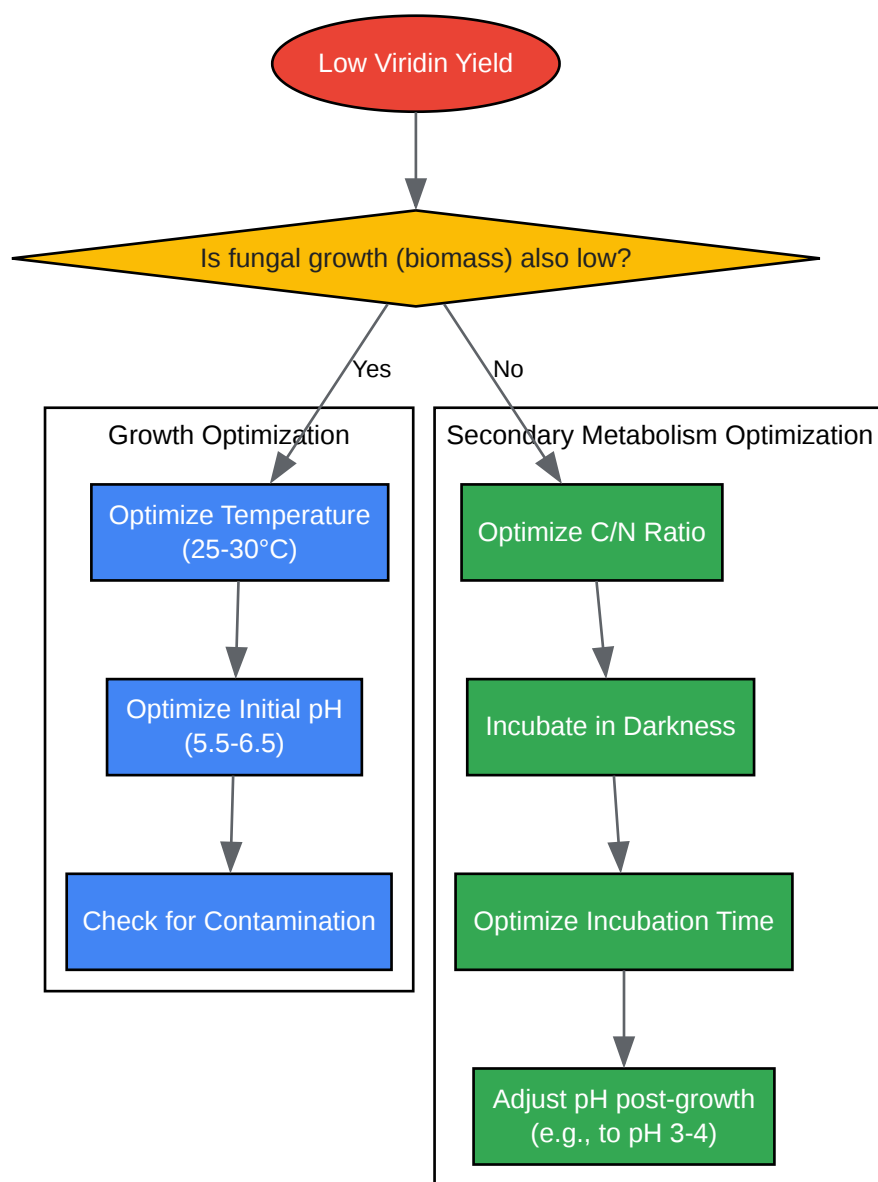 Low Viridin Yield
Is fungal growth (biomass) also low?
Yes
No
Growth Optimization
Optimize Temperature
(25-30°C)
Optimize Initial pH
(5.5-6.5)
Check for Contamination
Secondary Metabolism Optimization
Optimize C/N Ratio
Incubate in Darkness
Optimize Incubation Time
Adjust pH post-growth
(e.g., to pH 3-4)